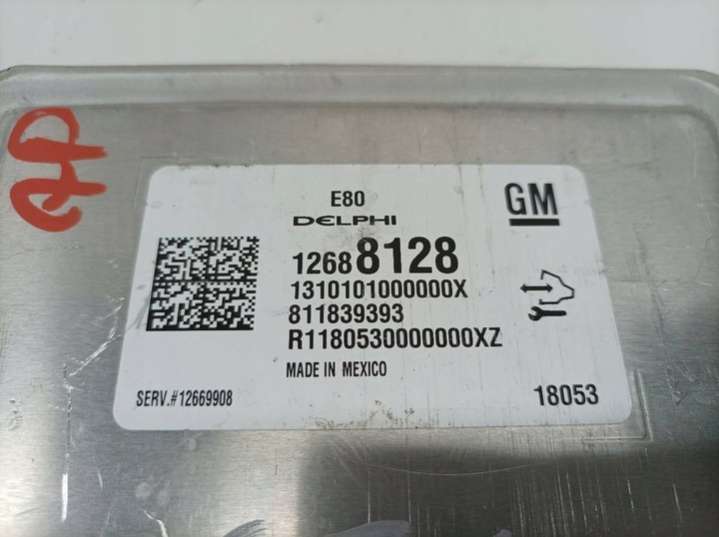 E80
GM
DELPHI
12688128
1310101000000X
811839393
R1180530000000XZ
MADE IN MEXICO
SERV.#12669908
18053